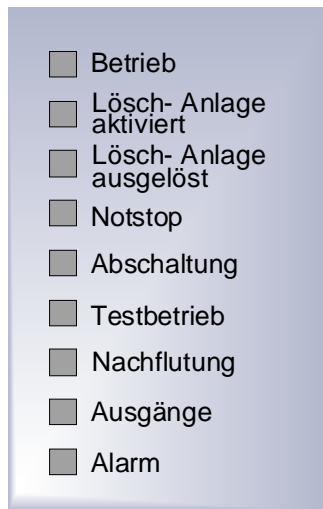 Betrieb
Lösch- Anlage
aktiviert
Lösch- Anlage
ausgelöst
Notstop
Abschaltung
Testbetrieb
Nachflutung
Ausgänge
Alarm